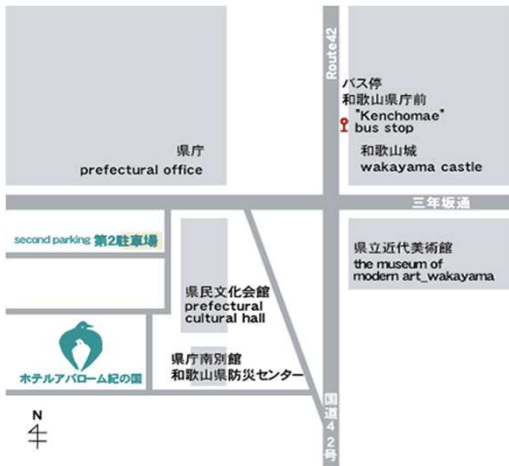 Route42
バス停
和歌山県庁前
"Kenchomae"
bus stop
県庁
prefectural office
和歌山城
wakayama castle
三年坂通
second parking 第2駐車場
県立近代美術館
the museum of
modern art_wakayama
県民文化会館
prefectural
cultural hall
県庁南別館
和歌山県防災センター
ホテルアバローム紀の国
国道42号
N